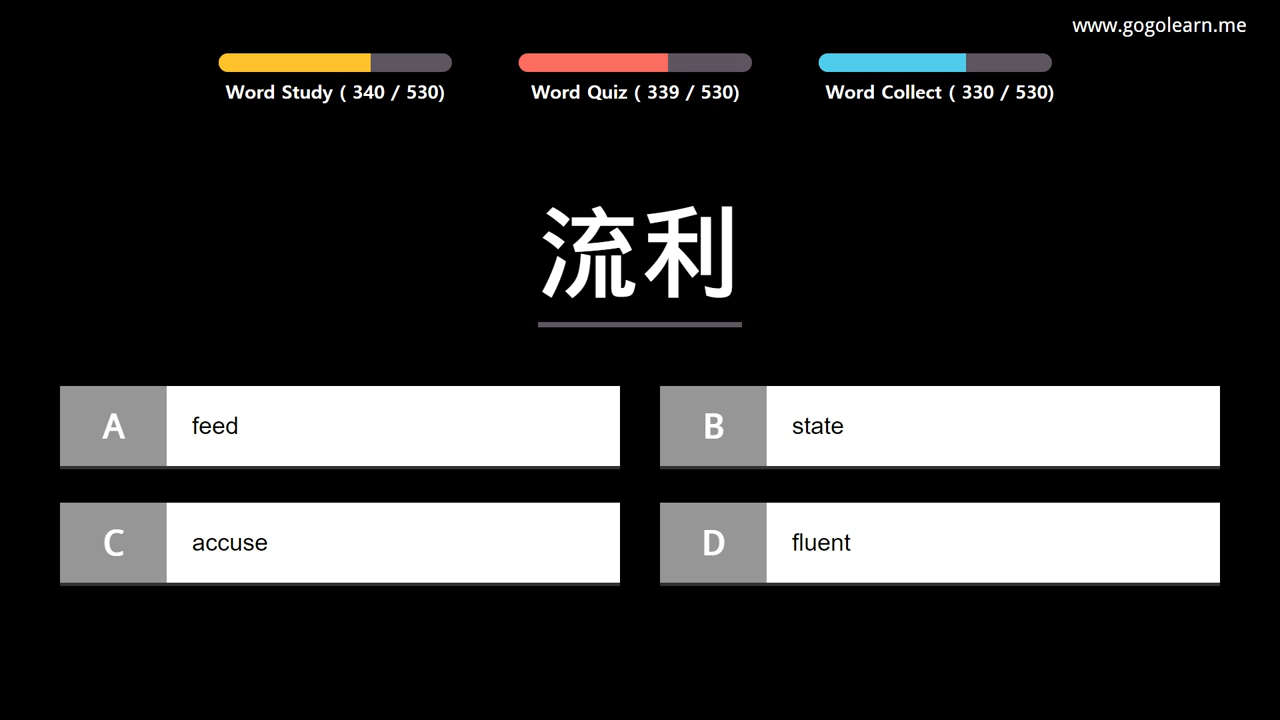 www.gogolearn.me
Word Study ( 340 / 530)
Word Quiz ( 339 / 530)
Word Collect ( 330 / 530)
流利
A feed
B state
C accuse
D fluent